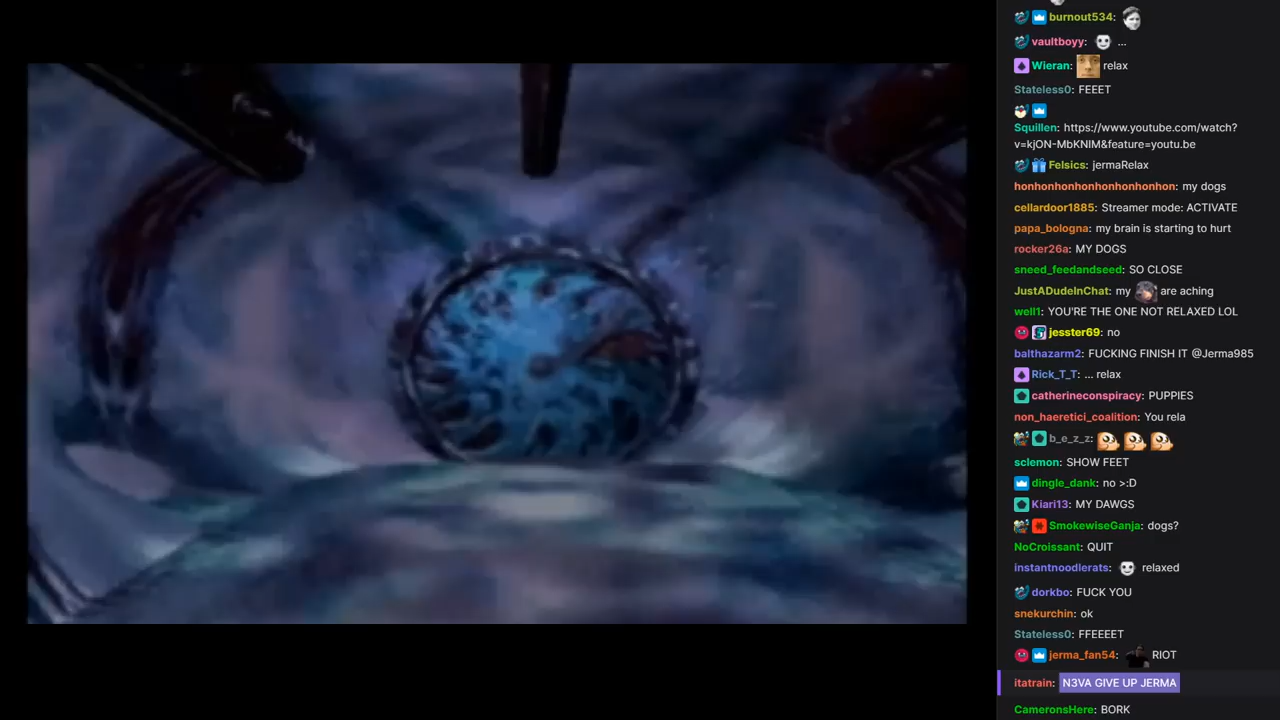 burnout534:
vaultboyy: ...
Wieran: relax
Stateless0: FEEET
Squillen: https://www.youtube.com/watch?
v=kjON-MbKNIM&feature=youtu.be
Felsics: jermaRelax
honhonhonhonhonhonhonhon: my dogs
cellardoor1885: Streamer mode: ACTIVATE
papa_bologna: my brain is starting to hurt
rocker26a: MY DOGS
sneed_feedandseed: SO CLOSE
JustADudeInChat: my are aching
well1: YOU'RE THE ONE NOT RELAXED LOL
jesster69: no
balthazarm2: FUCKING FINISH IT @Jerma985
Rick_T_T: ... relax
catherineconspiracy: PUPPIES
non_haeretici_coalition: You rela
b_e_z_z:
sclemon: SHOW FEET
dingle_dank: no >:D
Kiari13: MY DAWGS
SmokewiseGanja: dogs?
NoCroissant: QUIT
instantnoodlerats: relaxed
dorkbo: FUCK YOU
snekurchin: ok
Stateless0: FFEEEET
jerma_fan54: RIOT
itatrain: N3VA GIVE UP JERMA
CameronsHere: BORK